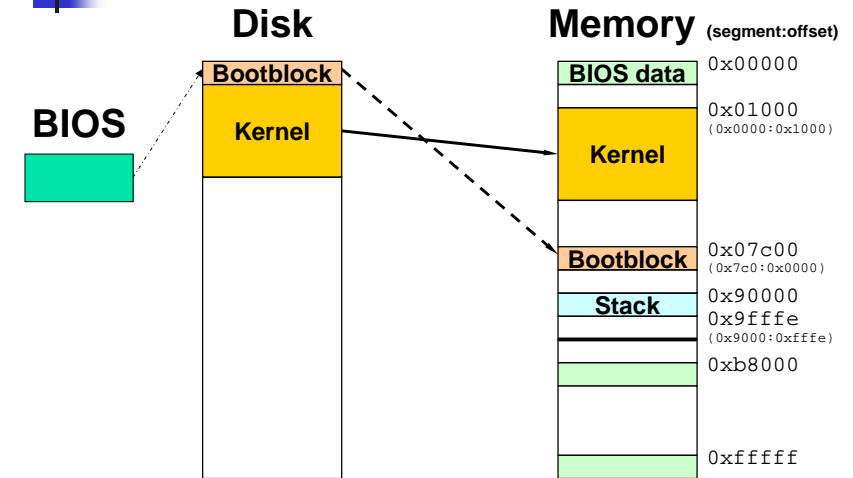 Disk
Memory (segment:offset)
BIOS
Bootblock
Kernel
BIOS data
0x00000
0x01000
(0x0000:0x1000)
Kernel
Bootblock
0x07c00
(0x7c0:0x0000)
Stack
0x90000
0x9fffe
(0x9000:0xfffe)
0xb8000
0xfffff